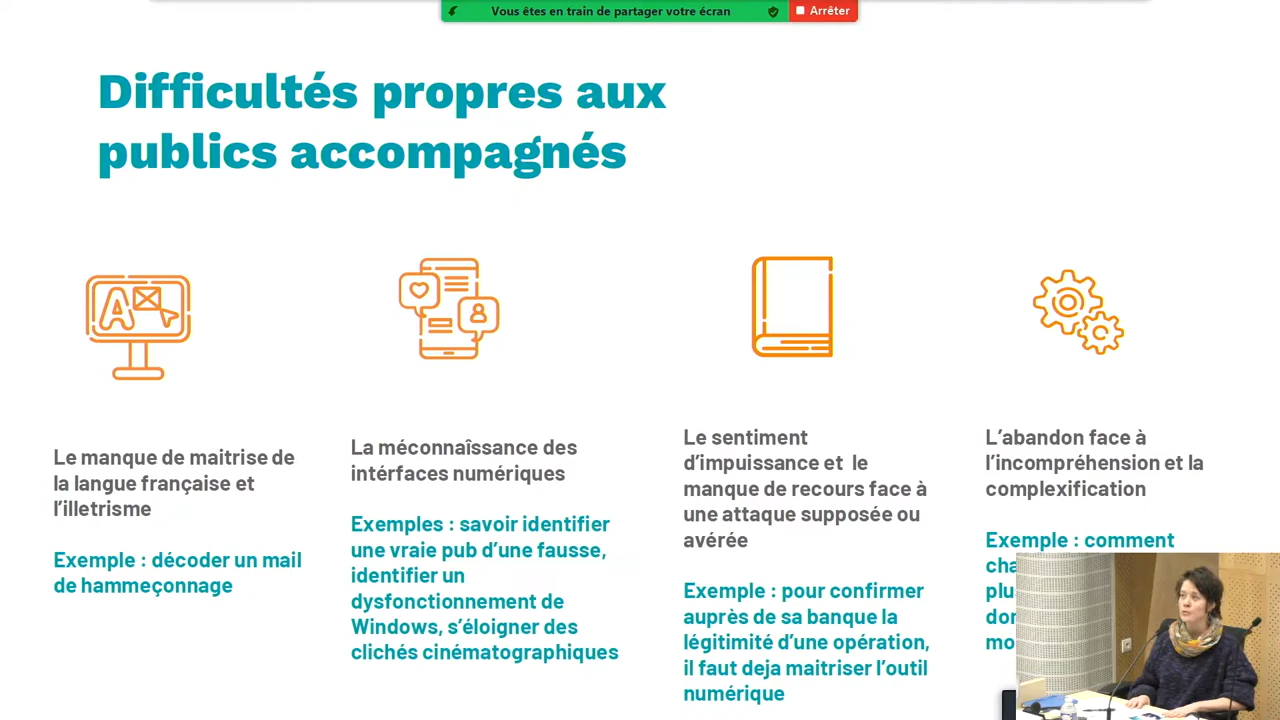 Vous êtes en train de partager votre écran
Arrêter
Difficultés propres aux
publics accompagnés
Le manque de maitrise de
la langue française et
l'illetrisme
Exemple : décoder un mail
de hammeçonnage
La méconnaîssance des
intérfaces numériques
Exemples : savoir identifier
une vraie pub d'une fausse,
identifier un
dysfonctionnement de
Windows, s'éloigner des
clichés cinématographiques
Le sentiment
d'impuissance et  le
manque de recours face à
une attaque supposée ou
avérée
Exemple : pour confirmer
auprès de sa banque la
légitimité d'une opération,
il faut deja maitriser l'outil
numérique
L'abandon face à
l'incompréhension et la
complexification
Exemple : comment